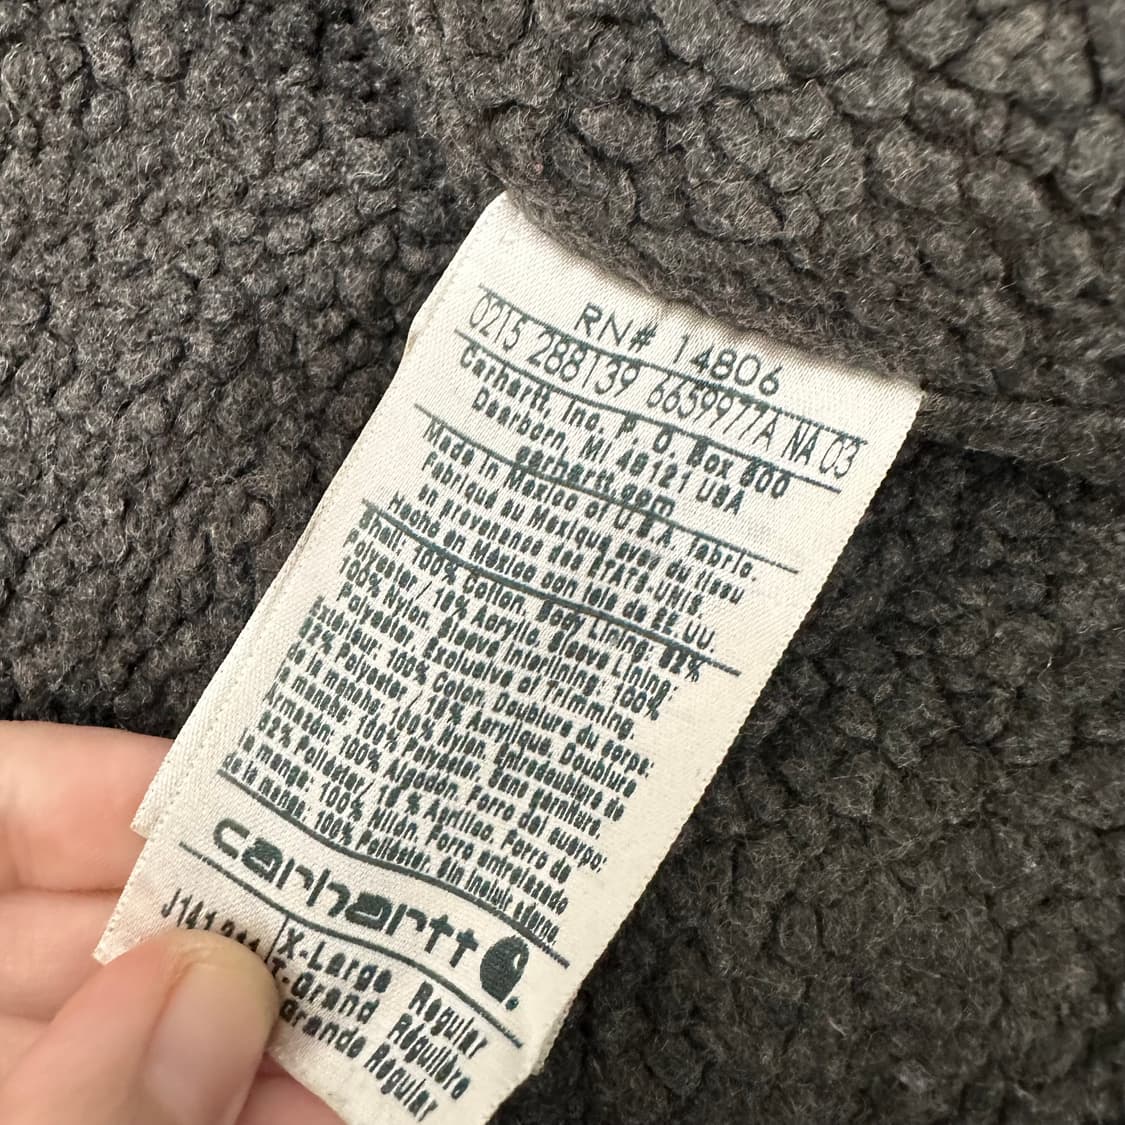 RN# 14806
0215 288139 6659977A NA 03
Carhartt, Inc. P. O. Box 600
Dearborn, MI 48121 USA
carhartt.com
Made in Mexico of U.S.A. fabric.
Fabriqué au Mexique avec du tissu
en provenance des ETATS-UNIS.
Hecho en México con tela de EE.UU.
Shell: 100% Cotton. Body Lining: 82%
Polyester / 18% Acrylic. Sleeve Lining:
100% Nylon. Sleeve Interlining: 100%
Polyester. Exclusive of Trimming.
Extérieur: 100% Coton. Doublure du corps:
82% Polyester / 18% Acrylique. Doublure
de la manche: 100% Nylon. Entredoublure de
la manche: 100% Polyester. Sans garniture.
Armazón: 100% Algodón. Forro del cuerpo:
82% Poliéster/ 18 % Acrílico. Forro de
la manga: 100% Nilón. Forro entrelazado
de la manga: 100% Poliéster. Sin incluir adorno.
carhartt
J141 X-Large Regular
T-Grand Régulière
Grande Regular